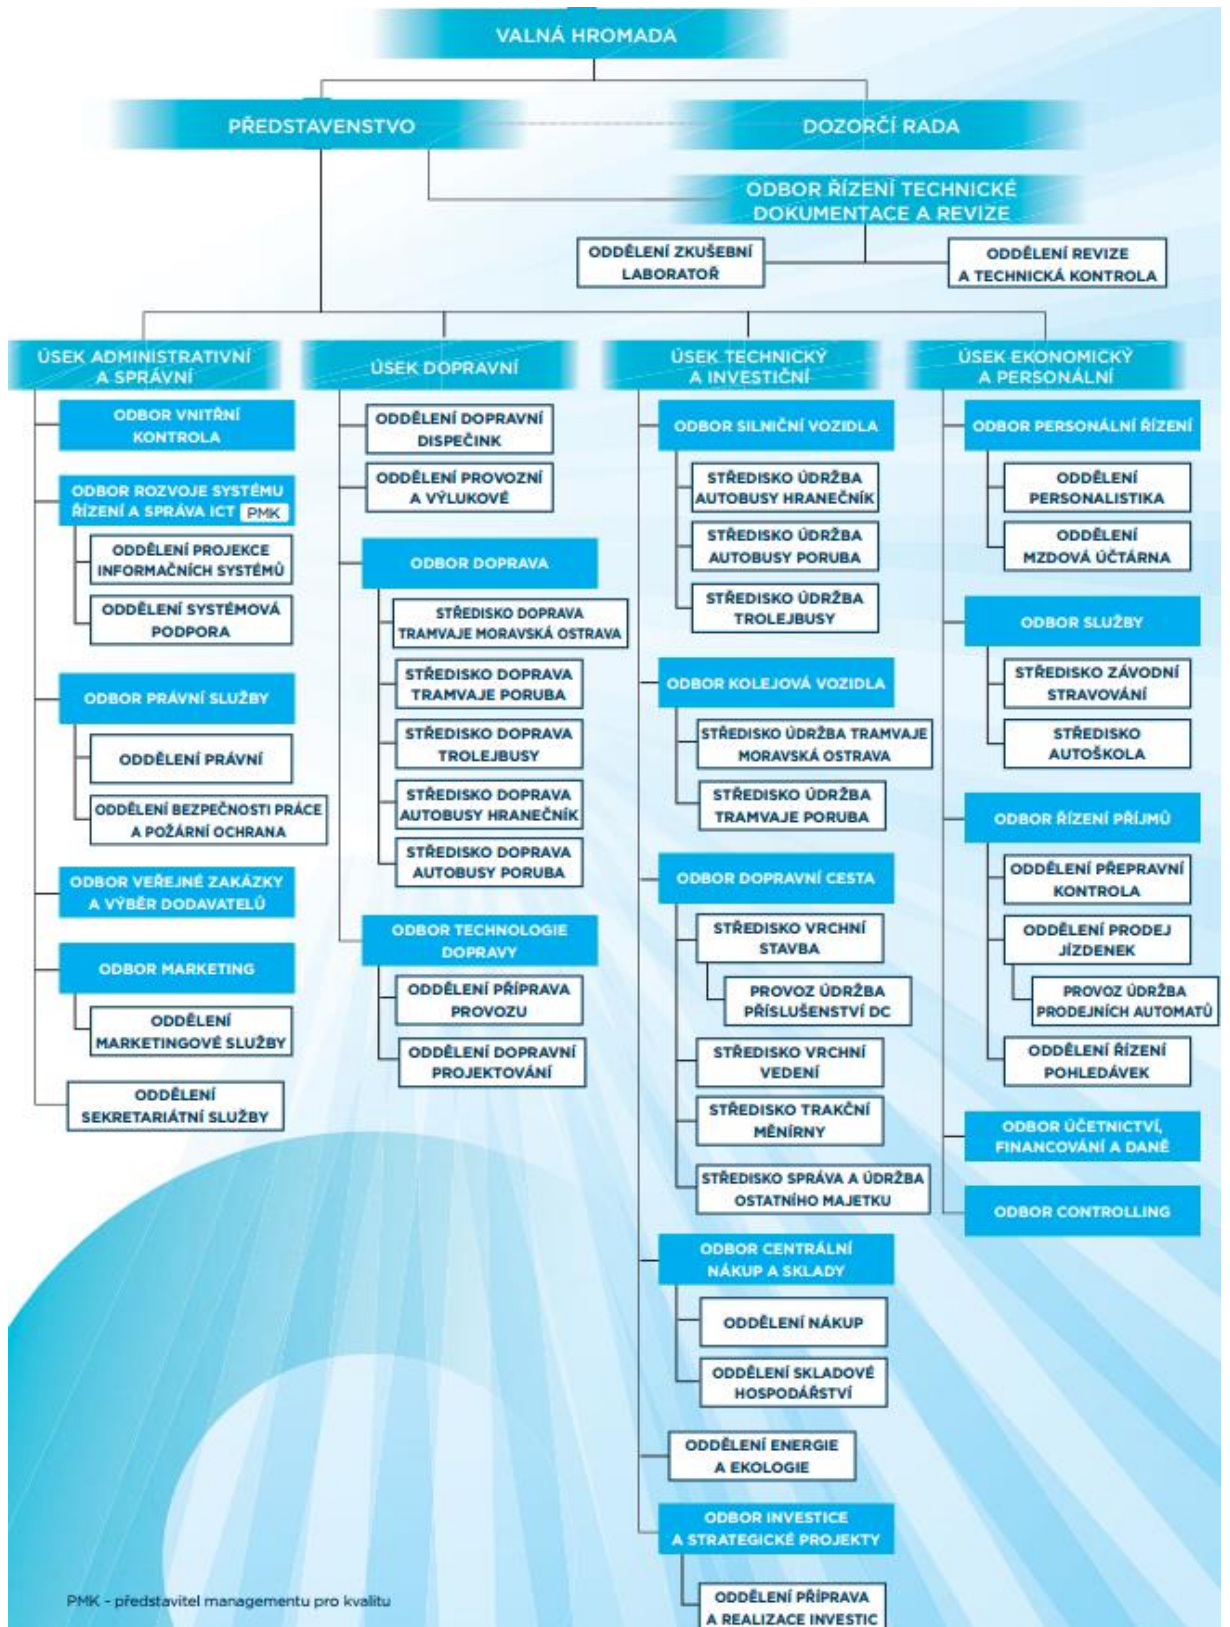 VALNÁ HROMADA
PŘEDSTAVENSTVO
DOZORČÍ RADA
ODBOR ŘÍZENÍ TECHNICKÉ
DOKUMENTACE A REVIZE
ODDĚLENÍ ZKUŠEBNÍ
LABORATOŘ
ODDĚLENÍ REVIZE
A TECHNICKÁ KONTROLA
ÚSEK ADMINISTRATIVNÍ
A SPRÁVNÍ
ODBOR VNITŘNÍ
KONTROLA
ODBOR ROZVOJE SYSTÉMU
ŘÍZENÍ A SPRÁVA ICT PMK
ODDĚLENÍ PROJEKCE
INFORMAČNÍCH SYSTÉMŮ
ODDĚLENÍ SYSTÉMOVÁ
PODPORA
ODBOR PRÁVNÍ SLUŽBY
ODDĚLENÍ PRÁVNÍ
ODDĚLENÍ BEZPEČNOSTI PRÁCE
A POŽÁRNÍ OCHRANA
ODBOR VEŘEJNÉ ZAKÁZKY
A VÝBĚR DODAVATELŮ
ODBOR MARKETING
ODDĚLENÍ
MARKETINGOVÉ SLUŽBY
ODDĚLENÍ
SEKRETARIÁTNÍ SLUŽBY
ÚSEK DOPRAVNÍ
ODDĚLENÍ DOPRAVNÍ
DISPEČINK
ODDĚLENÍ PROVOZNÍ
A VÝLUKOVÉ
ODBOR DOPRAVA
STŘEDISKO DOPRAVA
TRAMVAJE MORAVSKÁ OSTRAVA
STŘEDISKO DOPRAVA
TRAMVAJE PORUBA
STŘEDISKO DOPRAVA
TROLEJBUSY
STŘEDISKO DOPRAVA
AUTOBUSY HRANEČNÍK
STŘEDISKO DOPRAVA
AUTOBUSY PORUBA
ODBOR TECHNOLOGIE
DOPRAVY
ODDĚLENÍ PŘÍPRAVA
PROVOZU
ODDĚLENÍ DOPRAVNÍ
PROJEKTOVÁNÍ
ÚSEK TECHNICKÝ
A INVESTIČNÍ
ODBOR SILNIČNÍ VOZIDLA
STŘEDISKO ÚDRŽBA
AUTOBUSY HRANEČNÍK
STŘEDISKO ÚDRŽBA
AUTOBUSY PORUBA
STŘEDISKO ÚDRŽBA
TROLEJBUSY
ODBOR KOLEJOVÁ VOZIDLA
STŘEDISKO ÚDRŽBA TRAMVAJE
MORAVSKÁ OSTRAVA
STŘEDISKO ÚDRŽBA
TRAMVAJE PORUBA
ODBOR DOPRAVNÍ CESTA
STŘEDISKO VRCHNÍ
STAVBA
PROVOZ ÚDRŽBA
PŘÍSLUŠENSTVÍ DC
STŘEDISKO VRCHNÍ
VEDENÍ
STŘEDISKO TRAKČNÍ
MĚNÍRNY
STŘEDISKO SPRÁVA A ÚDRŽBA
OSTATNÍHO MAJETKU
ODBOR CENTRÁLNÍ
NÁKUP A SKLADY
ODDĚLENÍ NÁKUP
ODDĚLENÍ SKLADOVÉ
HOSPODÁŘSTVÍ
ODDĚLENÍ ENERGIE
A EKOLOGIE
ODBOR INVESTICE
A STRATEGICKÉ PROJEKTY
ODDĚLENÍ PŘÍPRAVA
A REALIZACE INVESTIC
ÚSEK EKONOMICKÝ
A PERSONÁLNÍ
ODBOR PERSONÁLNÍ ŘÍZENÍ
ODDĚLENÍ
PERSONALISTIKA
ODDĚLENÍ
MZDOVÁ ÚČTÁRNA
ODBOR SLUŽBY
STŘEDISKO ZÁVODNÍ
STRAVOVÁNÍ
STŘEDISKO
AUTOŠKOLA
ODBOR ŘÍZENÍ PŘÍJMŮ
ODDĚLENÍ PŘEPRAVNÍ
KONTROLA
ODDĚLENÍ PRODEJ
JÍZDENEK
PROVOZ ÚDRŽBA
PRODEJNÍCH AUTOMATŮ
ODDĚLENÍ ŘÍZENÍ
POHLEDÁVEK
ODBOR ÚČETNICTVÍ,
FINANCOVÁNÍ A DANĚ
ODBOR CONTROLLING
PMK - představitel managementu pro kvalitu